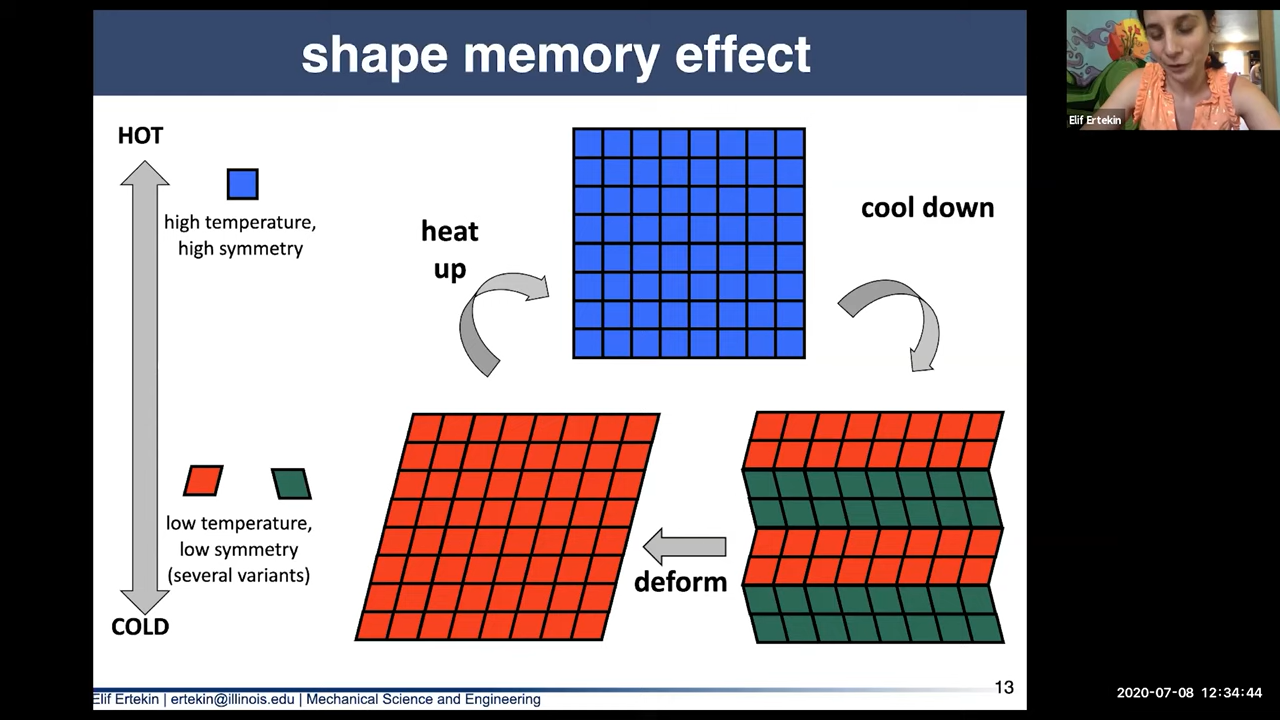 shape memory effect
HOT
high temperature,
high symmetry
heat
up
cool down
low temperature,
low symmetry
(several variants)
COLD
deform
13
Elif Ertekin | ertekin@illinois.edu | Mechanical Science and Engineering
Elif Ertekin
2020-07-08 12:34:44